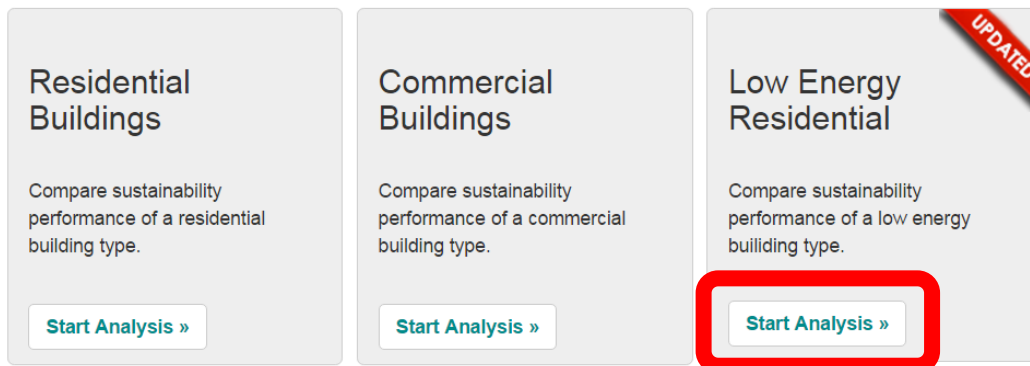 Residential
Buildings
Compare sustainability
performance of a residential
building type.
Start Analysis »
Commercial
Buildings
Compare sustainability
performance of a commercial
building type.
Start Analysis »
UPDATED
Low Energy
Residential
Compare sustainability
performance of a low energy
builiding type.
Start Analysis »